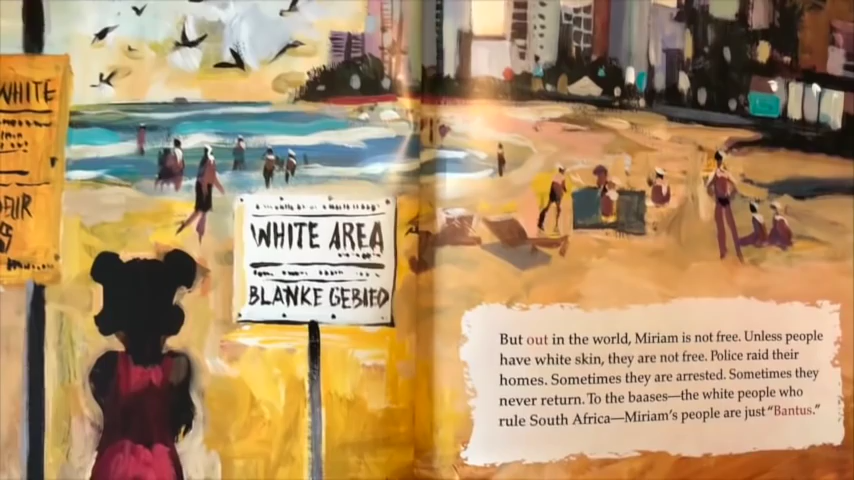 WHITE
WHITE AREA
BLANKE GEBIED
But out in the world, Miriam is not free. Unless people
have white skin, they are not free. Police raid their
homes. Sometimes they are arrested. Sometimes they
never return. To the baases—the white people who
rule South Africa—Miriam's people are just "Bantus."